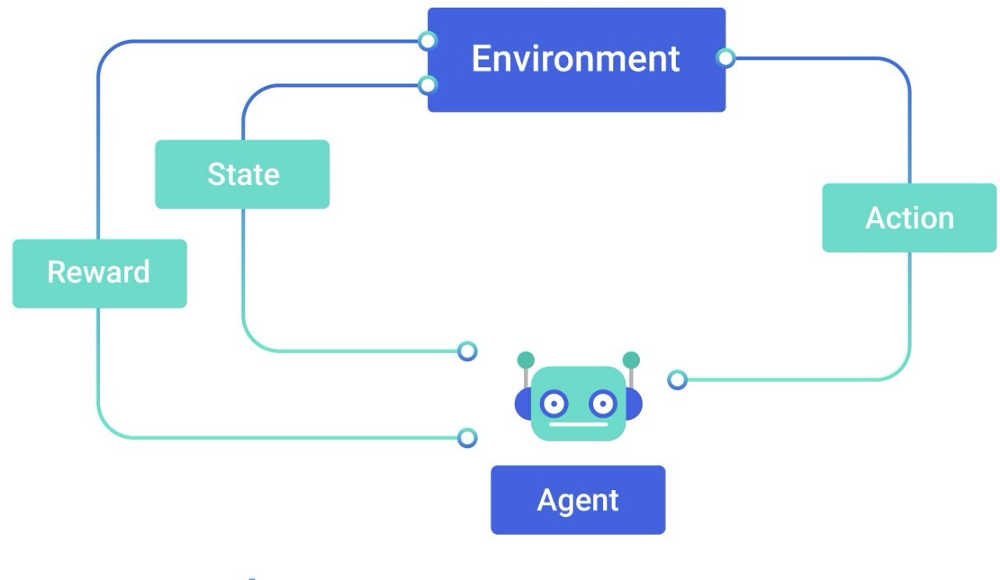 Environment
State
Action
Reward
Agent